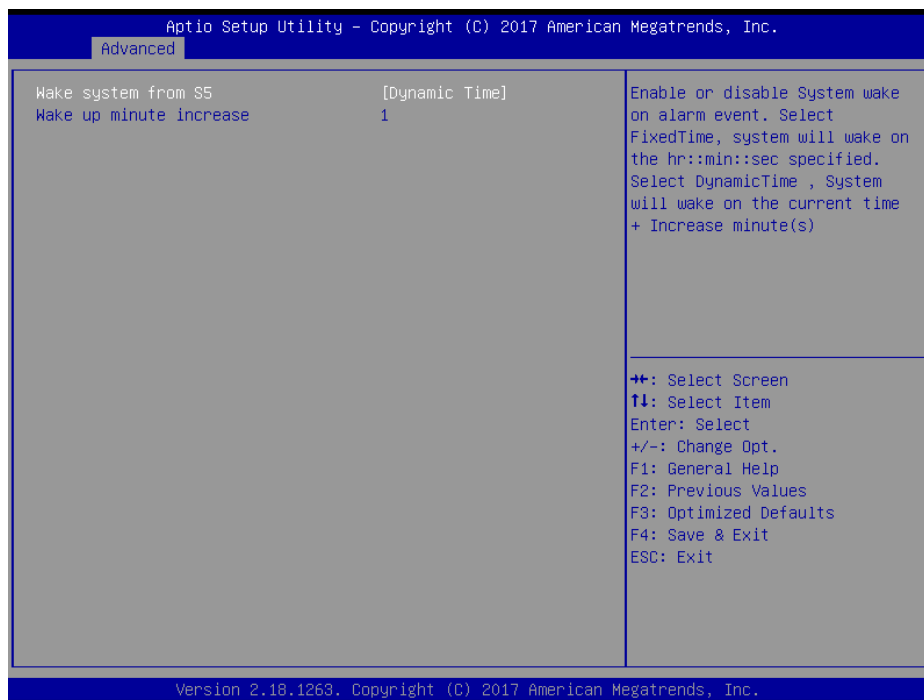 Aptio Setup Utility – Copyright (C) 2017 American Megatrends, Inc.
Advanced
Wake system from S5 [Dynamic Time]
Wake up minute increase 1
Enable or disable System wake
on alarm event. Select
FixedTime, system will wake on
the hr::min::sec specified.
Select DynamicTime , System
will wake on the current time
+ Increase minute(s)
→←: Select Screen
↑↓: Select Item
Enter: Select
+/-: Change Opt.
F1: General Help
F2: Previous Values
F3: Optimized Defaults
F4: Save & Exit
ESC: Exit
Version 2.18.1263. Copyright (C) 2017 American Megatrends, Inc.